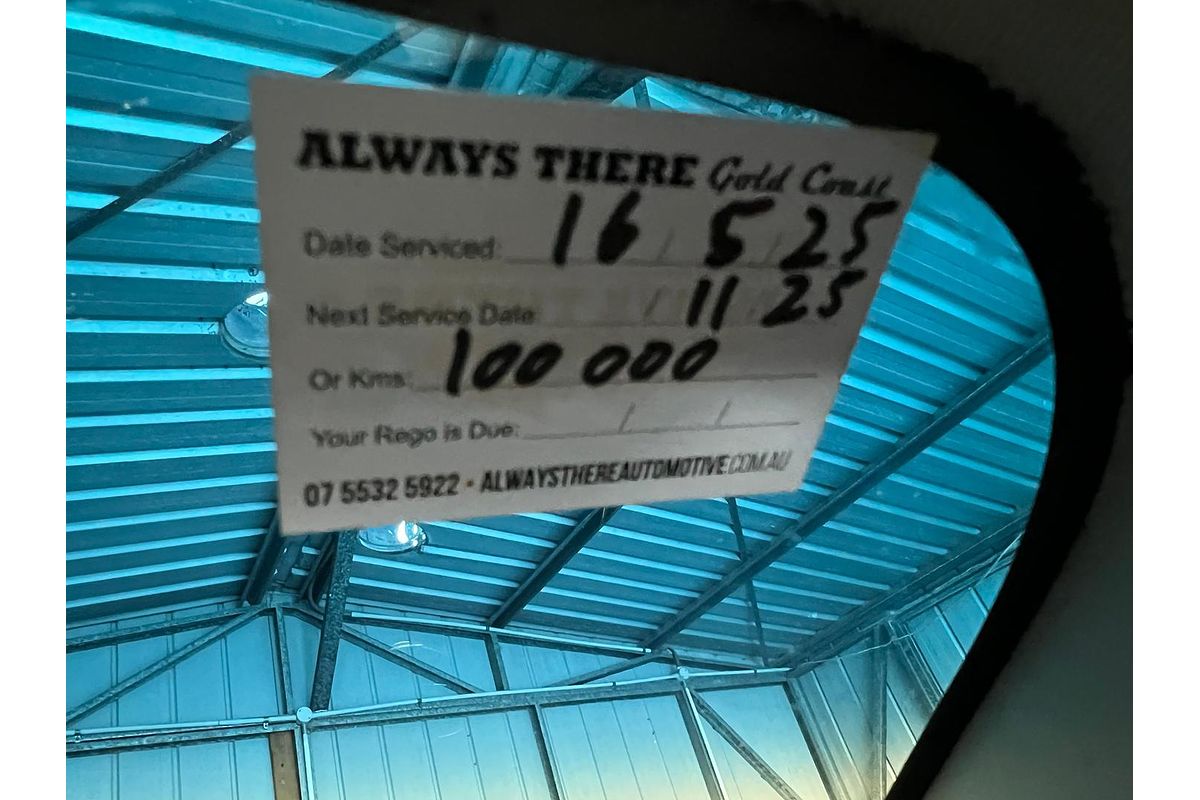 ALWAYS THERE Gold Coast
Date Serviced: 16 / 5 / 25
Next Service Date: / 11 / 25
Or Kms: 100 000
Your Rego is Due: / /
07 5532 5922 • ALWAYSTHEREAUTOMOTIVE.COM.AU